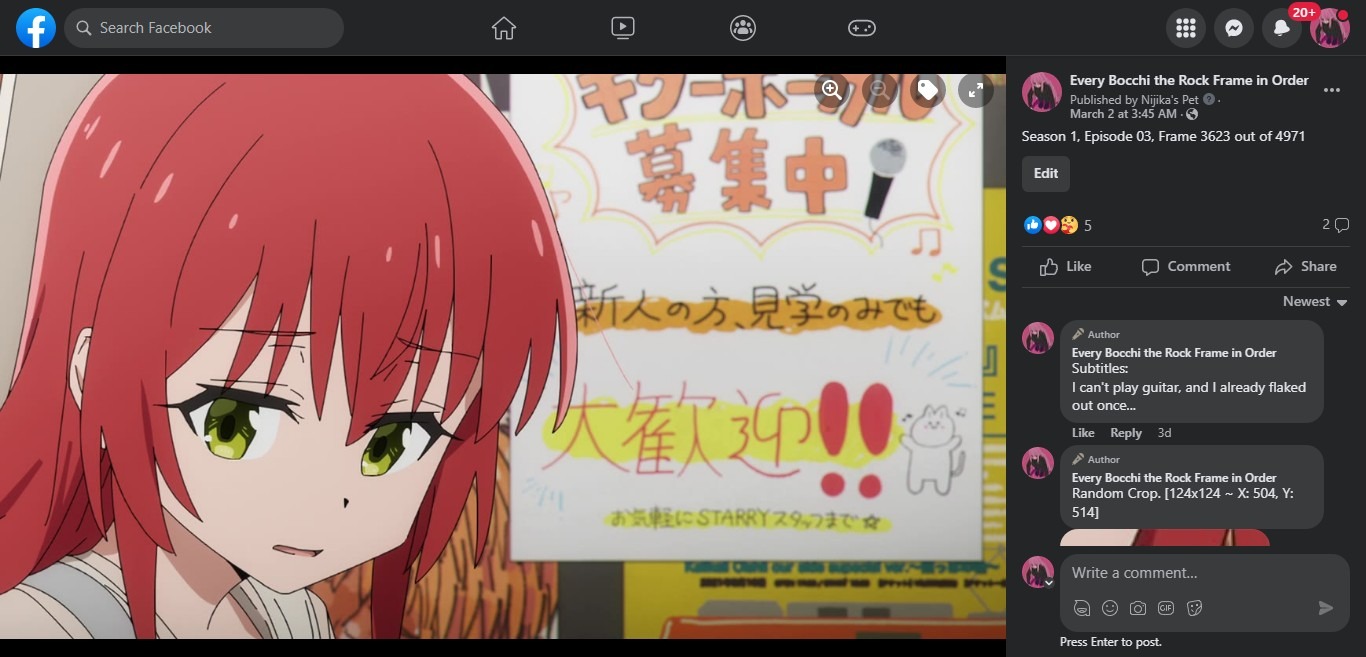 Search Facebook
20+
ギターボーカル
募集中
新人の方、見学のみでも
大歓迎!!
お気軽にSTARRYスタッフまで☆
Every Bocchi the Rock Frame in Order
Published by Nijika's Pet
March 2 at 3:45 AM
Season 1, Episode 03, Frame 3623 out of 4971
Edit
5
2
Like
Comment
Share
Newest
Author
Every Bocchi the Rock Frame in Order
Subtitles:
I can't play guitar, and I already flaked
out once...
Like Reply 3d
Author
Every Bocchi the Rock Frame in Order
Random Crop. [124x124 ~ X: 504, Y:
514]
Write a comment...
GIF
Press Enter to post.